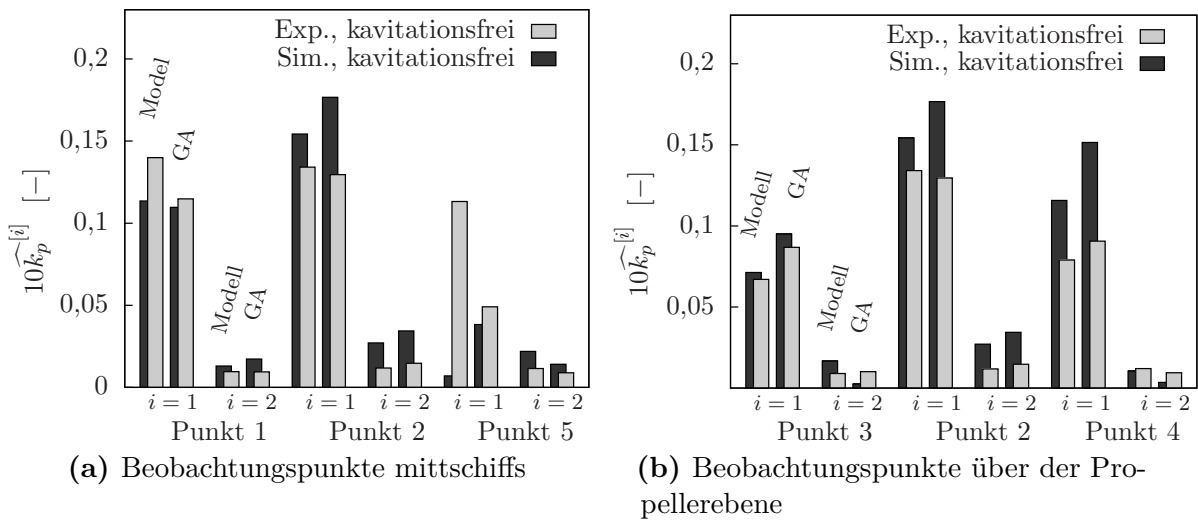 Exp., kavitationsfrei
Sim., kavitationsfrei
0,2
0,15
0,1
0,05
0
10k̂p[i] [−]
Model
GA
Modell
GA
i = 1
i = 2
i = 1
i = 2
i = 1
i = 2
Punkt 1
Punkt 2
Punkt 5
(a) Beobachtungspunkte mittschiffs
Exp., kavitationsfrei
Sim., kavitationsfrei
0,2
0,15
0,1
0,05
10k̂p[i] [−]
Modell
GA
Modell
GA
i = 1
i = 2
i = 1
i = 2
i = 1
i = 2
Punkt 3
Punkt 2
Punkt 4
(b) Beobachtungspunkte über der Pro-
pellerebene